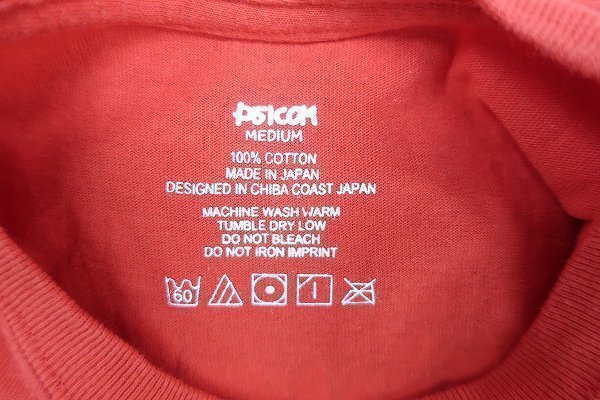 PSICOM
MEDIUM
100% COTTON
MADE IN JAPAN
DESIGNED IN CHIBA COAST JAPAN
MACHINE WASH WARM
TUMBLE DRY LOW
DO NOT BLEACH
DO NOT IRON IMPRINT
60